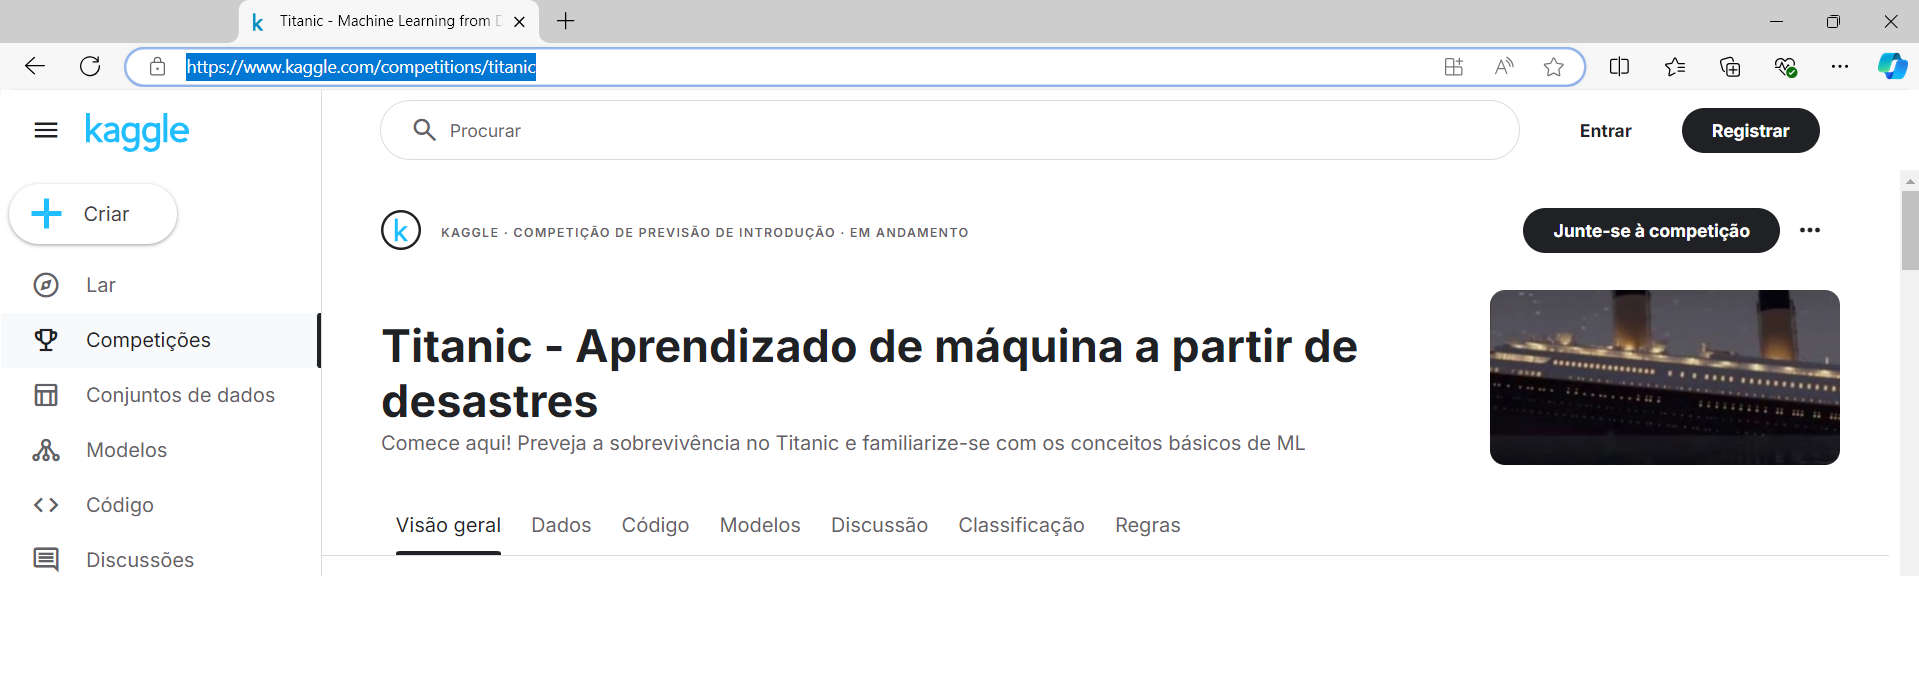 Titanic - Machine Learning from D
https://www.kaggle.com/competitions/titanic
kaggle
Procurar
Entrar
Registrar
Criar
k
KAGGLE · COMPETIÇÃO DE PREVISÃO DE INTRODUÇÃO · EM ANDAMENTO
Junte-se à competição
Lar
Competições
Conjuntos de dados
Modelos
Código
Discussões
Titanic - Aprendizado de máquina a partir de
desastres
Comece aqui! Preveja a sobrevivência no Titanic e familiarize-se com os conceitos básicos de ML
Visão geral Dados Código Modelos Discussão Classificação Regras